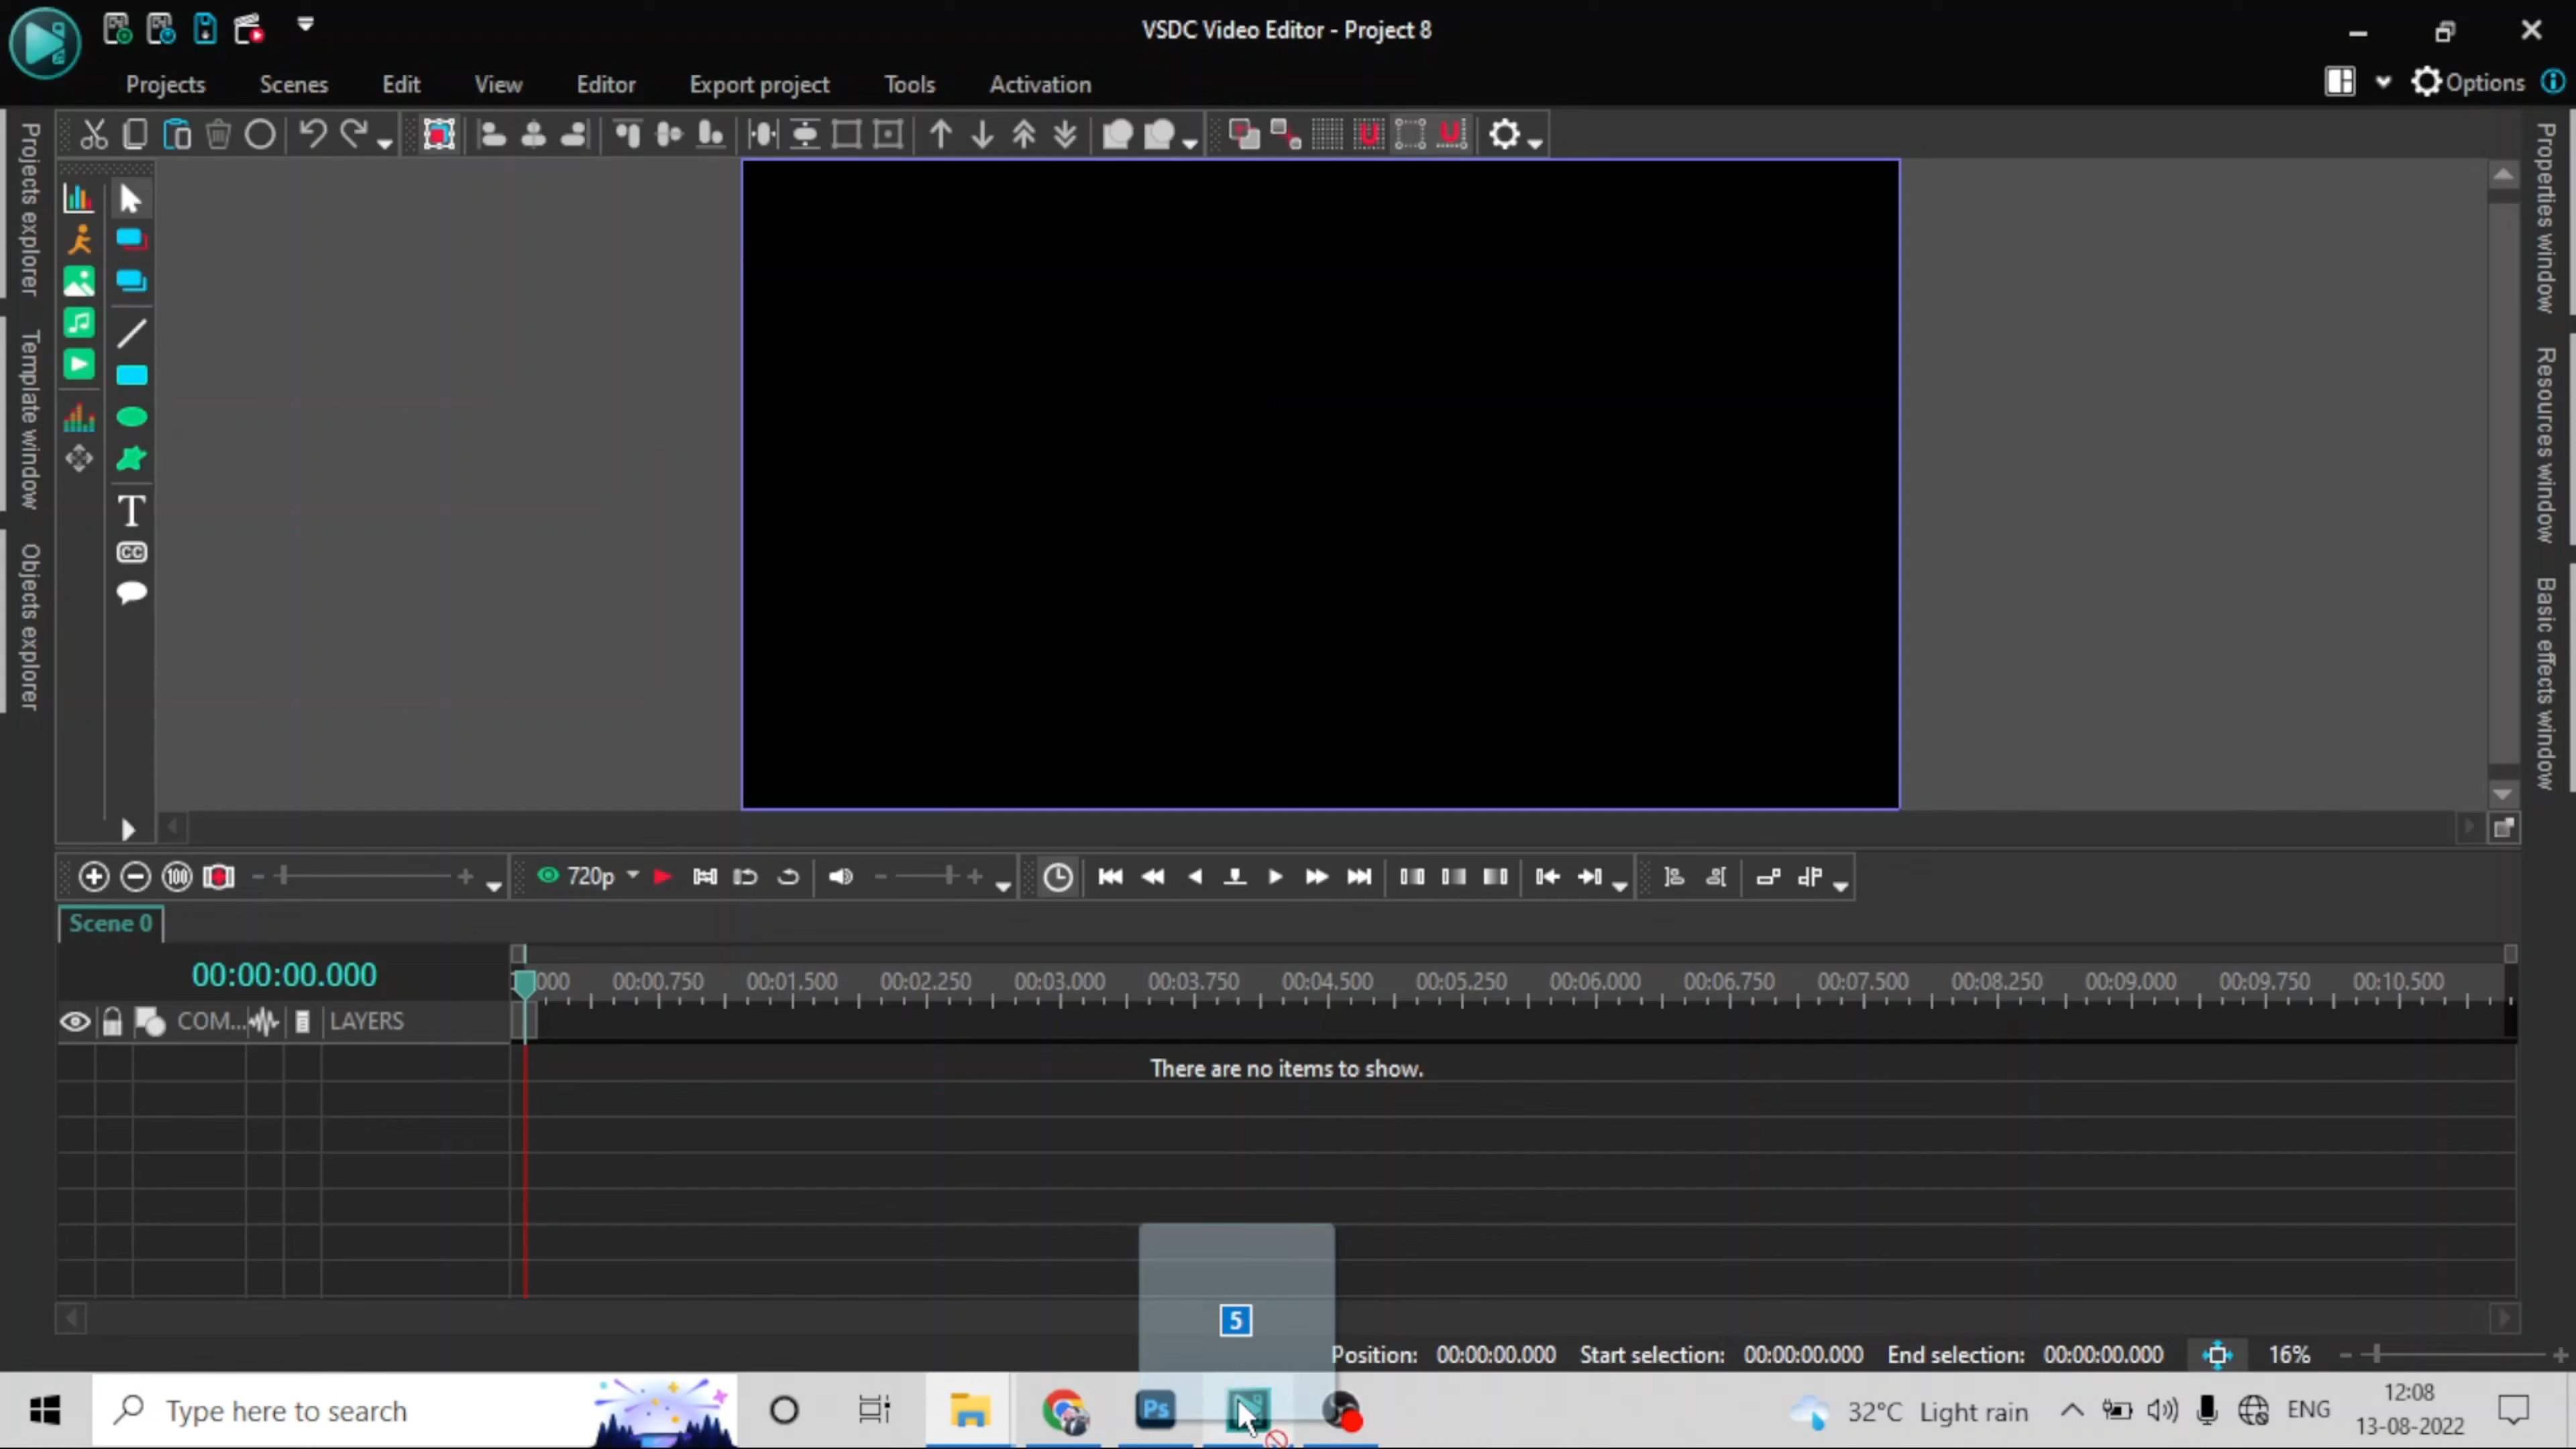 VSDC Video Editor - Project 8
Projects
Scenes
Edit
View
Editor
Export project
Tools
Activation
Options
Projects explorer
Template window
Objects explorer
Properties window
Resources window
Basic effects window
T
CC
100
720p
Scene 0
00:00:00.000
000 00:00.750 00:01.500 00:02.250 00:03.000 00:03.750 00:04.500 00:05.250 00:06.000 00:06.750 00:07.500 00:08.250 00:09.000 00:09.750 00:10.500
COM... LAYERS
There are no items to show.
5
Position: 00:00:00.000 Start selection: 00:00:00.000 End selection: 00:00:00.000 16%
Type here to search
Ps
32°C Light rain
ENG
12:08
13-08-2022